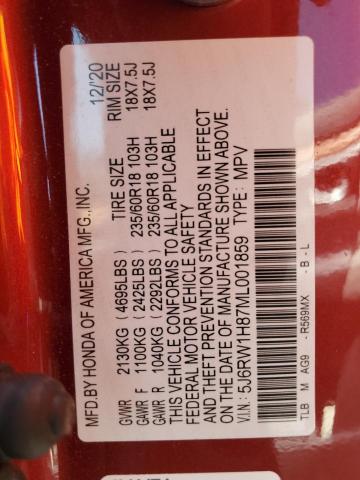 MFD.BY HONDA OF AMERICA MFG.,INC. 12/20
TIRE SIZE RIM SIZE
GVWR 2130KG (4695LBS)
GAWR F 1100KG (2425LBS) 235/60R18 103H 18X7.5J
GAWR R 1040KG (2292LBS) 235/60R18 103H 18X7.5J
THIS VEHICLE CONFORMS TO ALL APPLICABLE
FEDERAL MOTOR VEHICLE SAFETY
AND THEFT PREVENTION STANDARDS IN EFFECT
ON THE DATE OF MANUFACTURE SHOWN ABOVE.
V.I.N.: 5J6RW1H87ML001859 TYPE: MPV
TLB M AG9 - R569MX - B - L